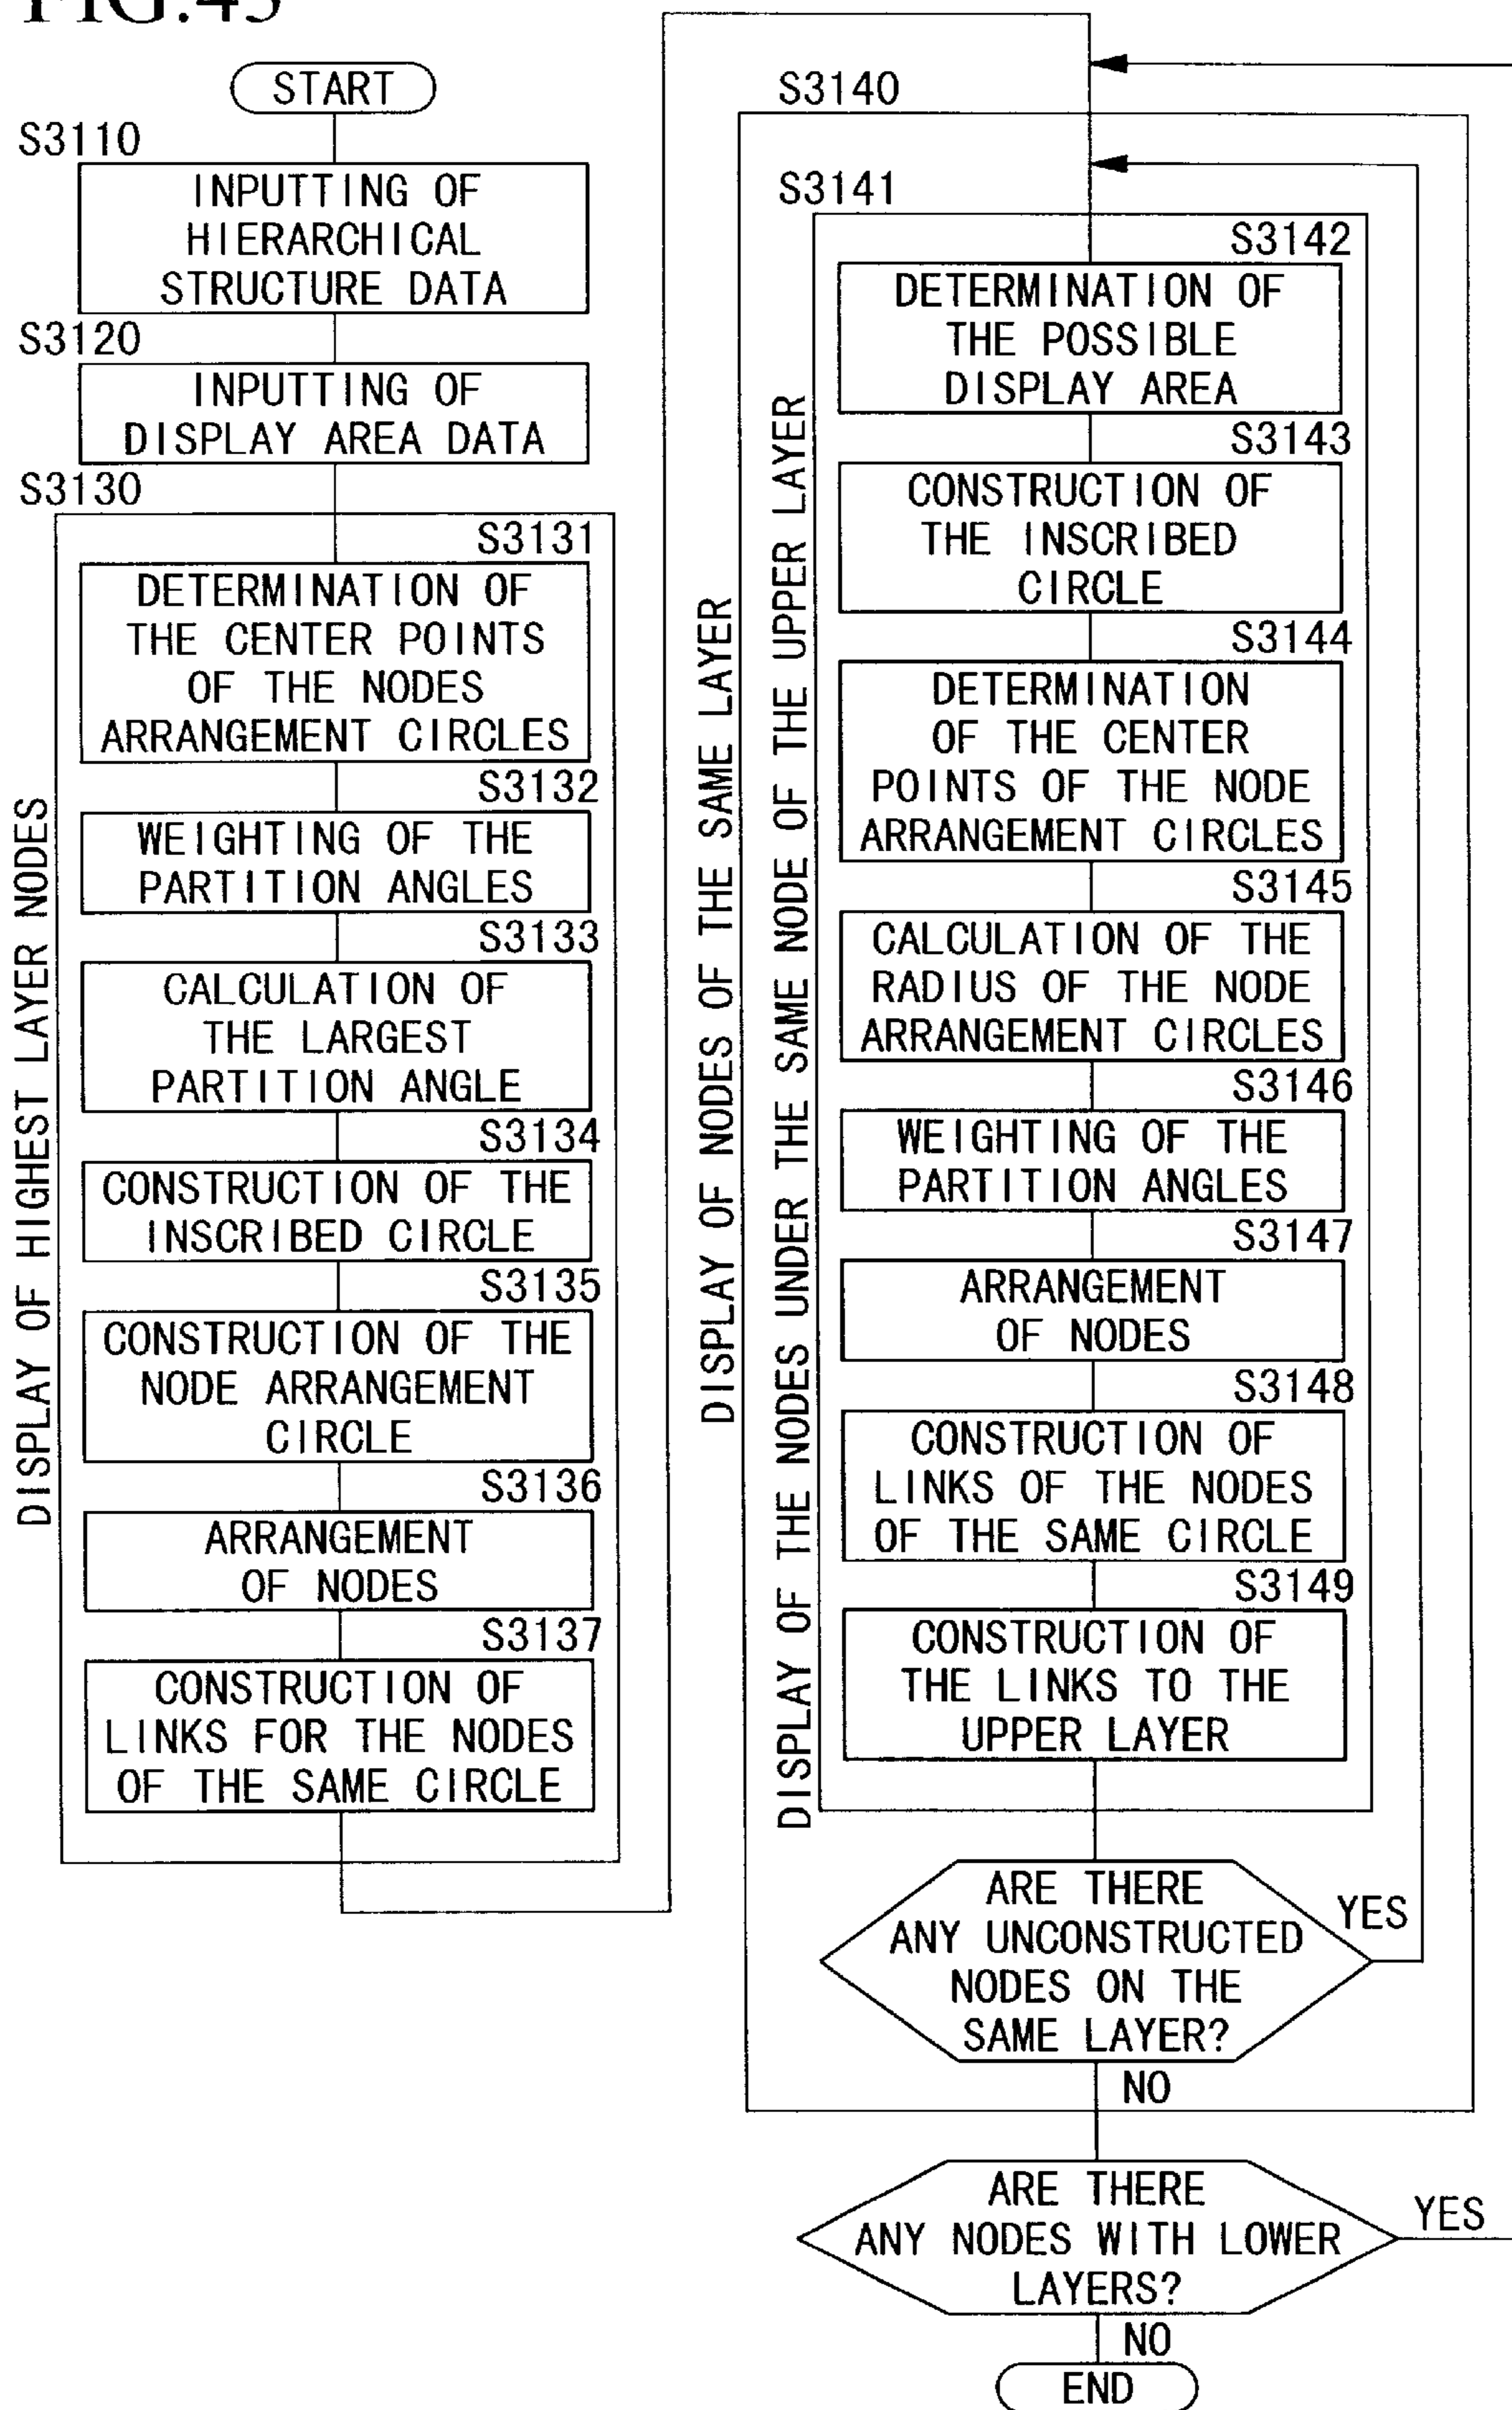 FIG.45
START
S3110
INPUTTING OF
HIERARCHICAL
STRUCTURE DATA
S3120
INPUTTING OF
DISPLAY AREA DATA
S3130
DISPLAY OF HIGHEST LAYER NODES
S3131
DETERMINATION OF
THE CENTER POINTS
OF THE NODES
ARRANGEMENT CIRCLES
S3132
WEIGHTING OF THE
PARTITION ANGLES
S3133
CALCULATION OF
THE LARGEST
PARTITION ANGLE
S3134
CONSTRUCTION OF THE
INSCRIBED CIRCLE
S3135
CONSTRUCTION OF THE
NODE ARRANGEMENT
CIRCLE
S3136
ARRANGEMENT
OF NODES
S3137
CONSTRUCTION OF
LINKS FOR THE NODES
OF THE SAME CIRCLE
S3140
DISPLAY OF NODES OF THE SAME LAYER
S3141
DISPLAY OF THE NODES UNDER THE SAME NODE OF THE UPPER LAYER
S3142
DETERMINATION OF
THE POSSIBLE
DISPLAY AREA
S3143
CONSTRUCTION OF
THE INSCRIBED
CIRCLE
S3144
DETERMINATION
OF THE CENTER
POINTS OF THE NODE
ARRANGEMENT CIRCLES
S3145
CALCULATION OF THE
RADIUS OF THE NODE
ARRANGEMENT CIRCLES
S3146
WEIGHTING OF THE
PARTITION ANGLES
S3147
ARRANGEMENT
OF NODES
S3148
CONSTRUCTION OF
LINKS OF THE NODES
OF THE SAME CIRCLE
S3149
CONSTRUCTION OF
THE LINKS TO THE
UPPER LAYER
ARE THERE
ANY UNCONSTRUCTED
NODES ON THE
SAME LAYER?
YES
NO
ARE THERE
ANY NODES WITH LOWER
LAYERS?
YES
NO
END